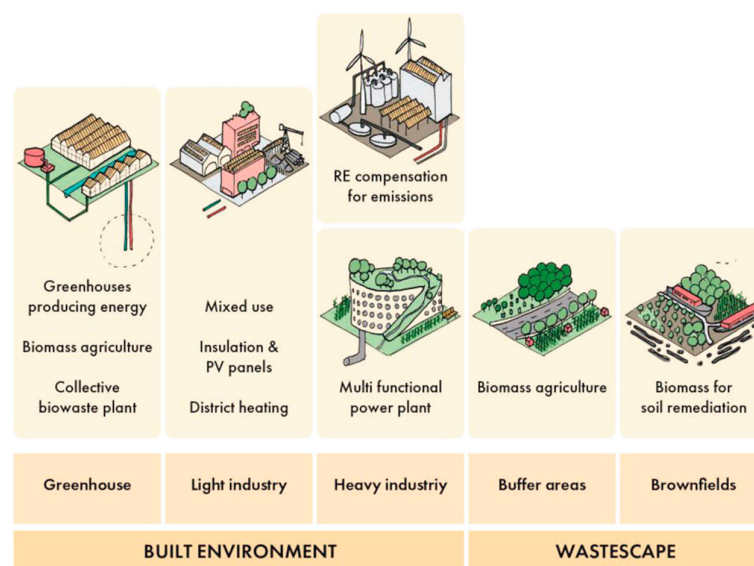 Greenhouses
producing energy
Biomass agriculture
Collective
biowaste plant
Mixed use
Insulation &
PV panels
District heating
RE compensation
for emissions
Multi functional
power plant
Biomass agriculture
Biomass for
soil remediation
Greenhouse
Light industry
Heavy industriy
Buffer areas
Brownfields
BUILT ENVIRONMENT
WASTESCAPE